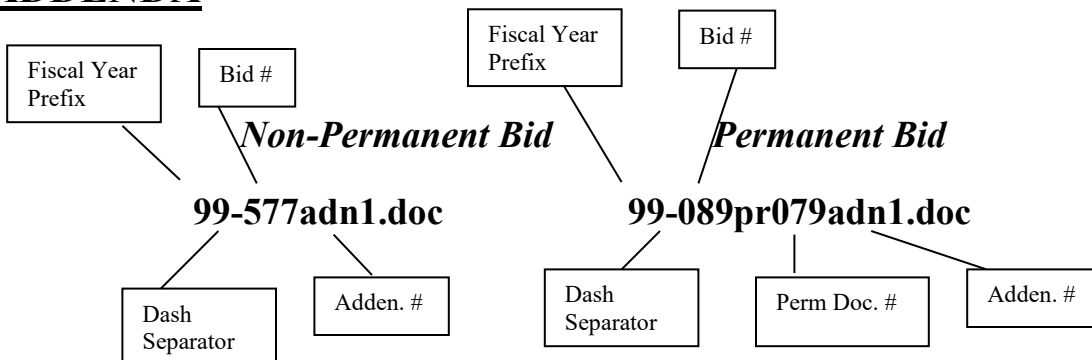 ADDENDA
Fiscal Year
Prefix
Bid #
Fiscal Year
Prefix
Bid #
Non-Permanent Bid
Permanent Bid
99-577adn1.doc
99-089pr079adn1.doc
Dash
Separator
Adden. #
Dash
Separator
Perm Doc. #
Adden. #